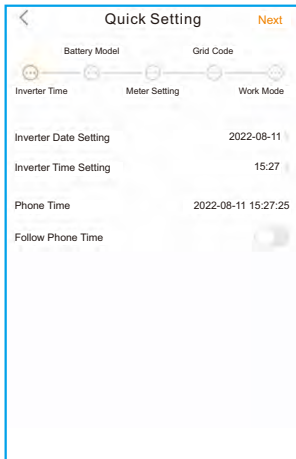 Quick Setting Next
Battery Model Grid Code
Inverter Time Meter Setting Work Mode
Inverter Date Setting 2022-08-11
Inverter Time Setting 15:27
Phone Time 2022-08-11 15:27:25
Follow Phone Time